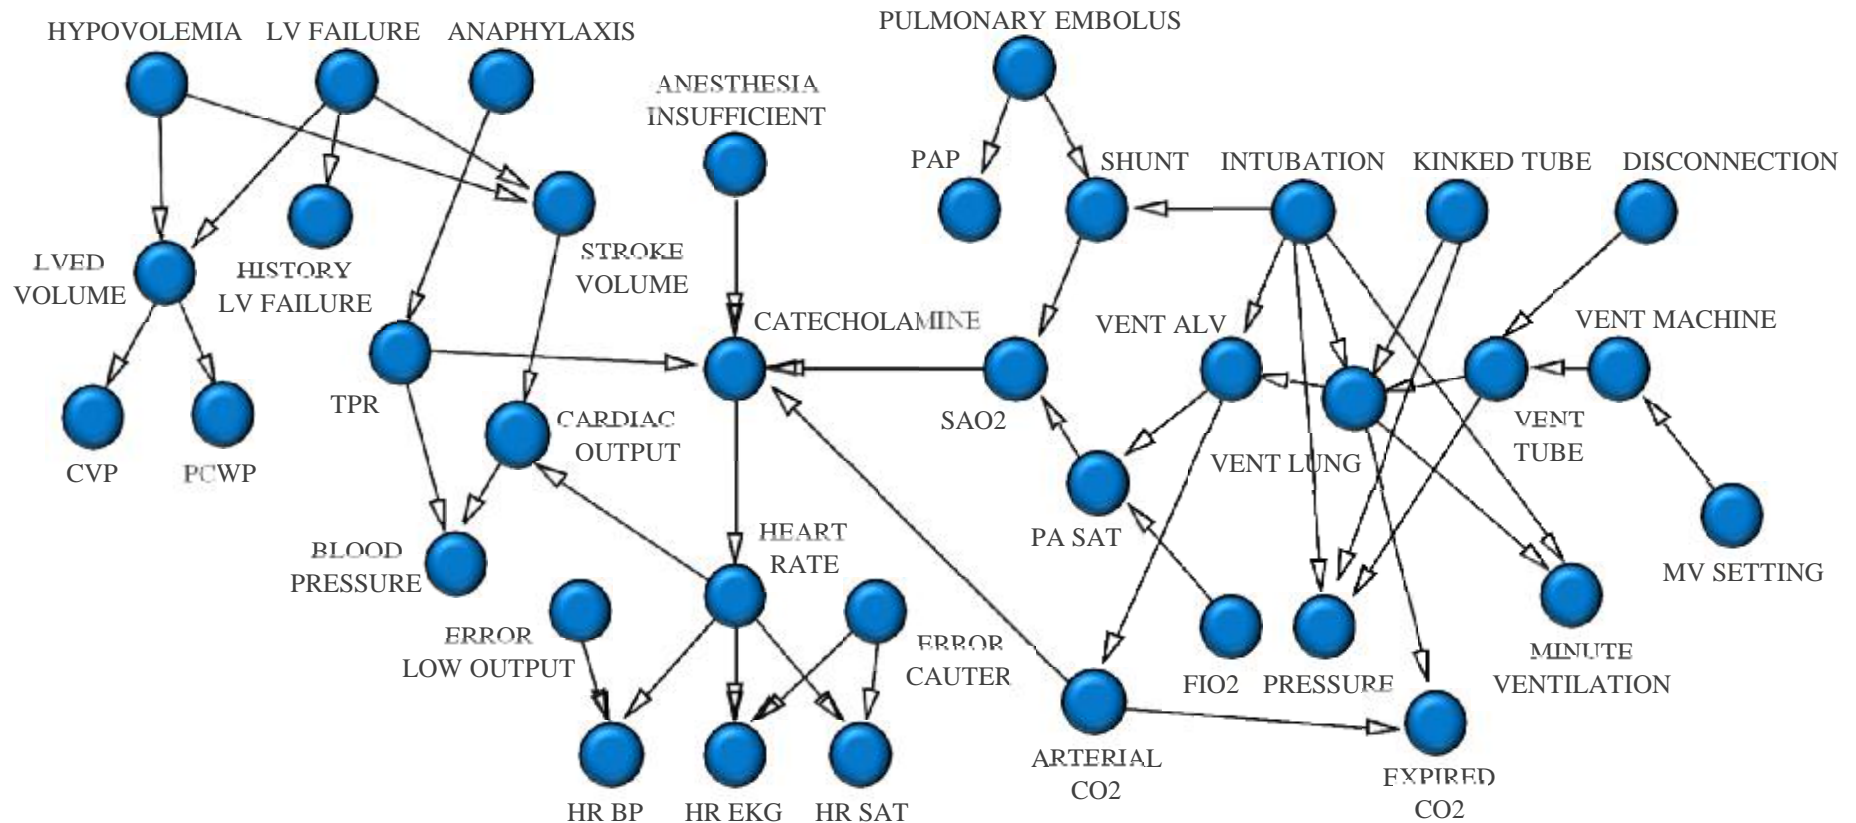 PULMONARY EMBOLUS
HYPOVOLEMIA
LV FAILURE
ANAPHYLAXIS
ANESTHESIA
INSUFFICIENT
PAP
SHUNT
INTUBATION
KINKED TUBE
DISCONNECTION
LVED
VOLUME
HISTORY
LV FAILURE
STROKE
VOLUME
CATECHOLAMINE
VENT ALV
VENT MACHINE
TPR
CARDIAC
OUTPUT
SAO2
VENT LUNG
VENT
TUBE
CVP
PCWP
PA SAT
BLOOD
PRESSURE
HEART
RATE
MV SETTING
ERROR
LOW OUTPUT
ERROR
CAUTER
FIO2
PRESSURE
MINUTE
VENTILATION
ARTERIAL
CO2
EXPIRED
CO2
HR BP
HR EKG
HR SAT